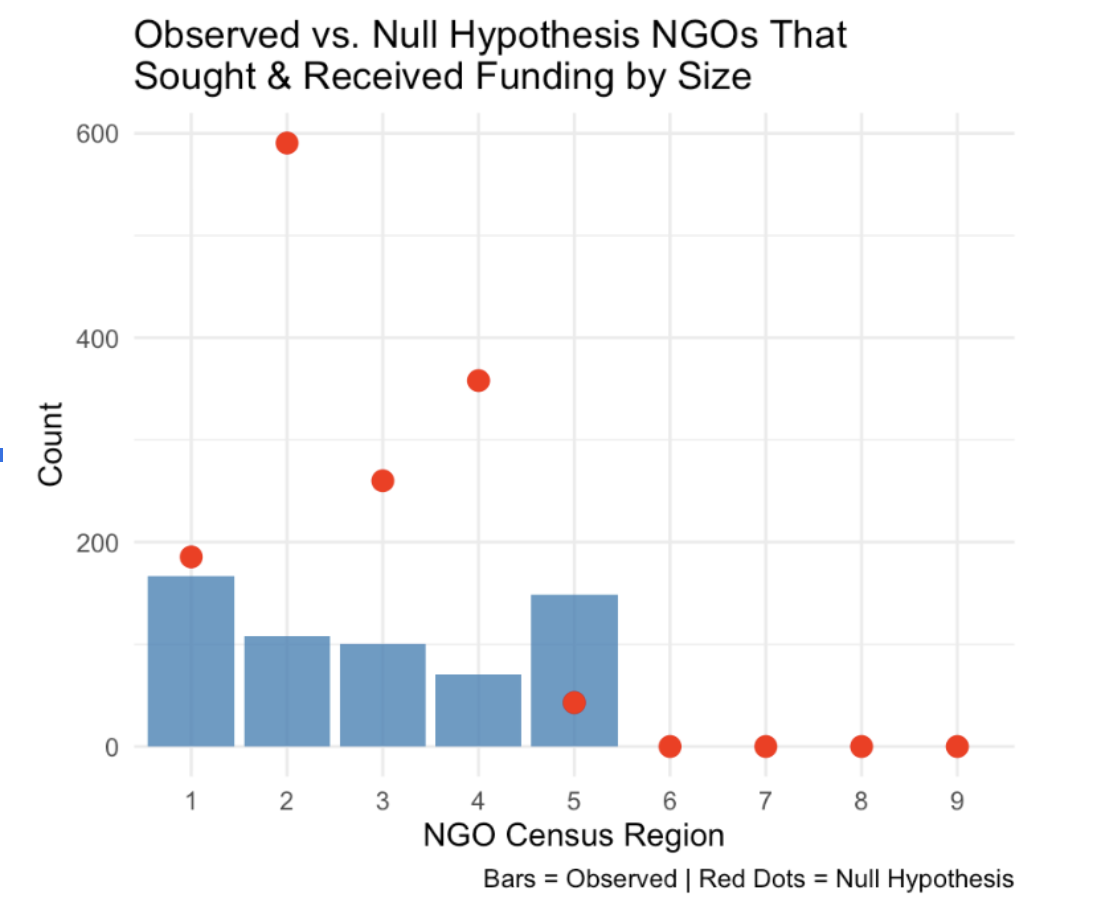 Observed vs. Null Hypothesis NGOs That
Sought & Received Funding by Size
600
400
200
0
Count
1 2 3 4 5 6 7 8 9
NGO Census Region
Bars = Observed | Red Dots = Null Hypothesis